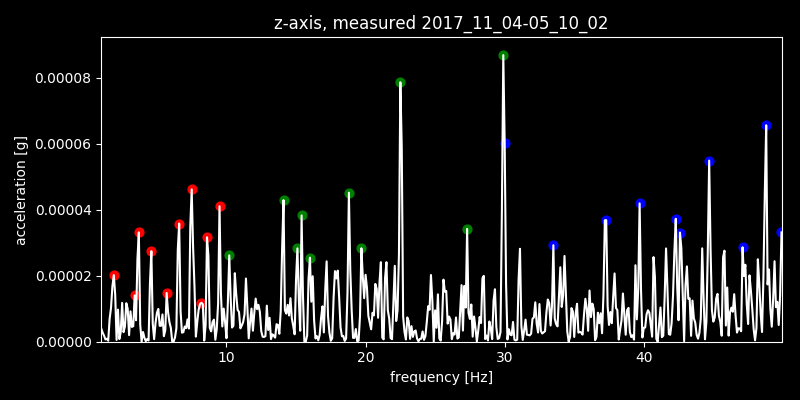 z-axis, measured 2017_11_04-05_10_02
0.00008
0.00006
0.00004
0.00002
0.00000
acceleration [g]
10 20 30 40
frequency [Hz]